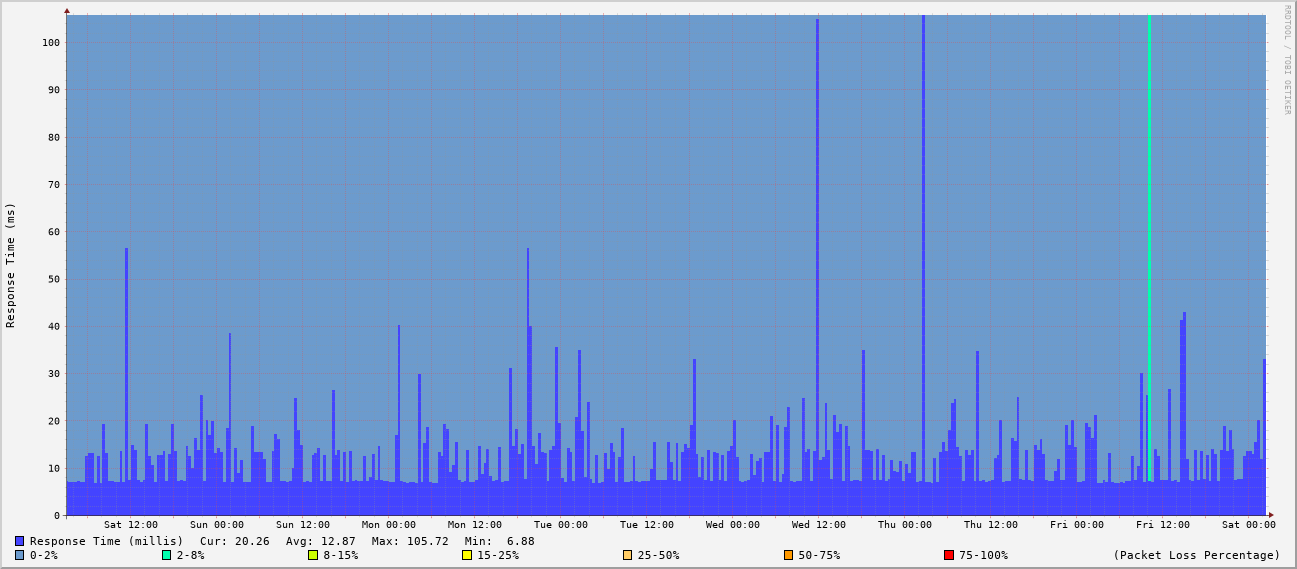 RRDTOOL / TOBI OETIKER
Response Time (ms)
100
90
80
70
60
50
40
30
20
10
0
Sat 12:00 Sun 00:00 Sun 12:00 Mon 00:00 Mon 12:00 Tue 00:00 Tue 12:00 Wed 00:00 Wed 12:00 Thu 00:00 Thu 12:00 Fri 00:00 Fri 12:00 Sat 00:00
Response Time (millis) Cur: 20.26 Avg: 12.87 Max: 105.72 Min: 6.88
0-2% 2-8% 8-15% 15-25% 25-50% 50-75% 75-100% (Packet Loss Percentage)